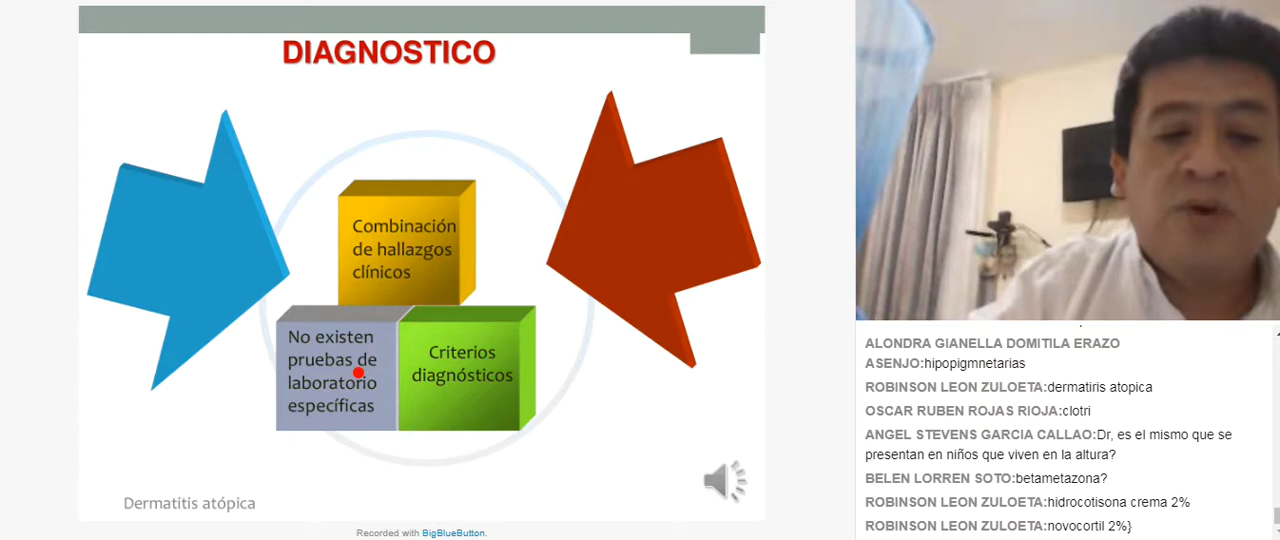 DIAGNOSTICO
Combinación
de hallazgos
clínicos
No existen
pruebas de
laboratorio
específicas
Criterios
diagnósticos
Dermatitis atópica
Recorded with BigBlueButton.
ALONDRA GIANELLA DOMITILA ERAZO
ASENJO:hipopigmnetarias
ROBINSON LEON ZULOETA:dermatiris atopica
OSCAR RUBEN ROJAS RIOJA:clotri
ANGEL STEVENS GARCIA CALLAO:Dr, es el mismo que se
presentan en niños que viven en la altura?
BELEN LORREN SOTO:betametazona?
ROBINSON LEON ZULOETA:hidrocotisona crema 2%
ROBINSON LEON ZULOETA:novocortil 2%}